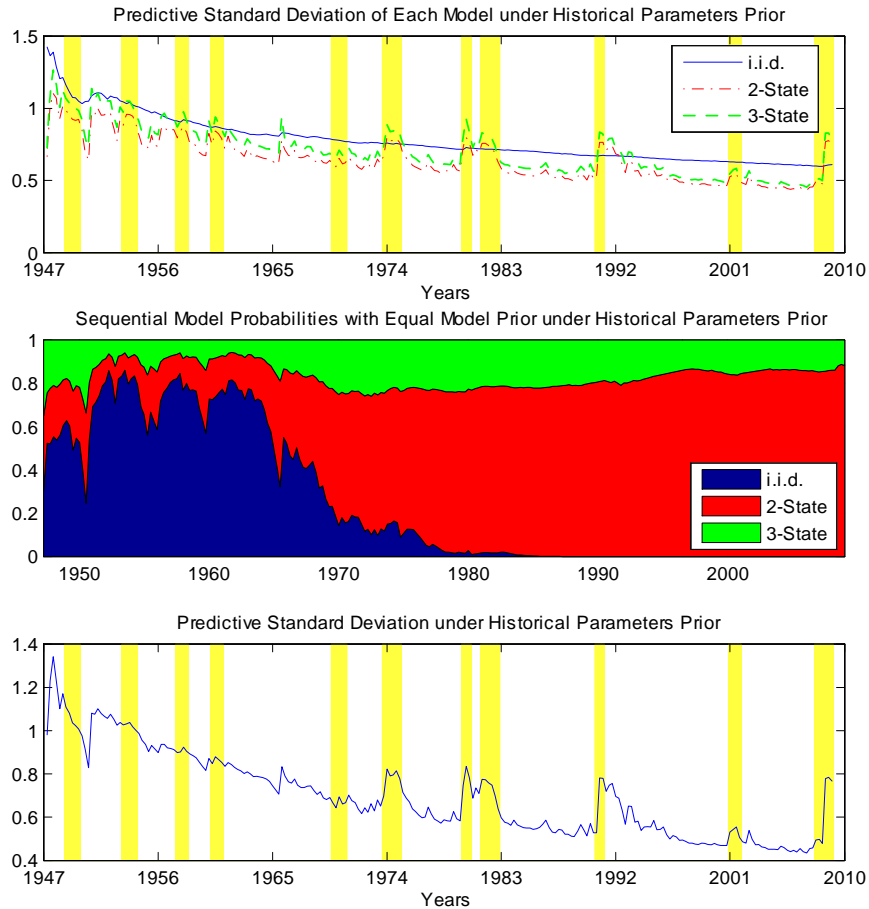 Predictive Standard Deviation of Each Model under Historical Parameters Prior
1.5
1
0.5
0
i.i.d.
2-State
3-State
1947 1956 1965 1974 1983 1992 2001 2010
Years
Sequential Model Probabilities with Equal Model Prior under Historical Parameters Prior
1
0.8
0.6
0.4
0.2
0
i.i.d.
2-State
3-State
1950 1960 1970 1980 1990 2000
Predictive Standard Deviation under Historical Parameters Prior
1.4
1.2
1
0.8
0.6
0.4
1947 1956 1965 1974 1983 1992 2001 2010
Years